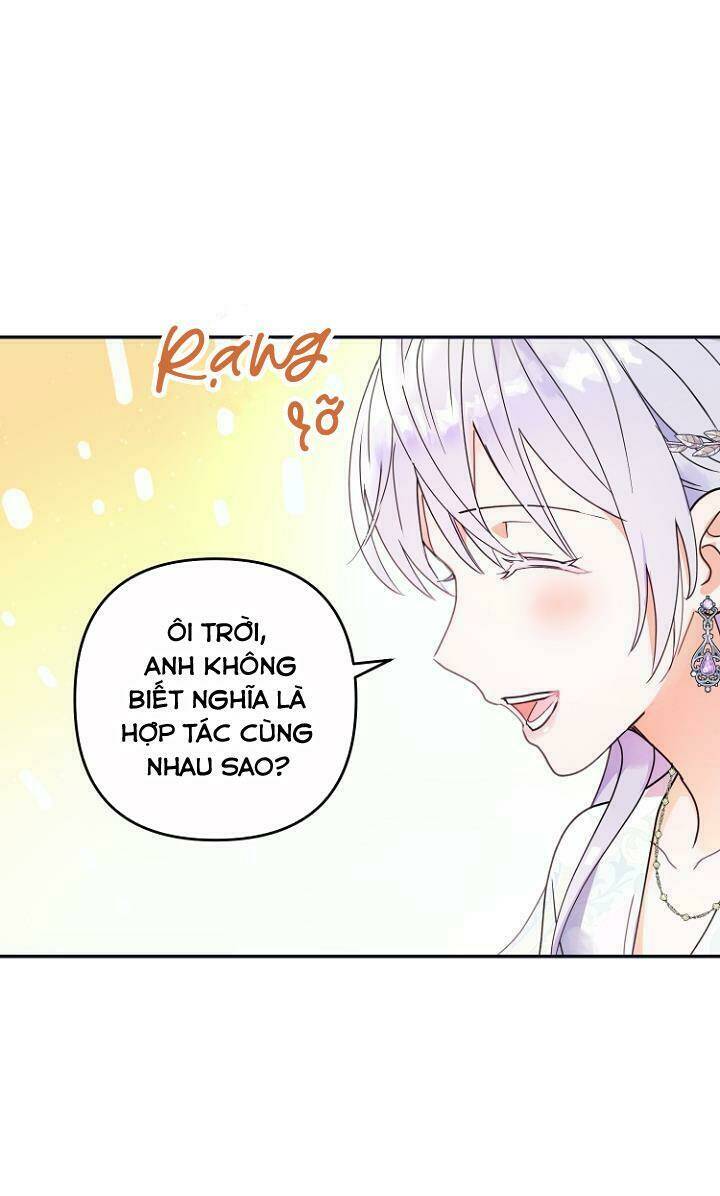 Rạng
rỡ
ÔI TRỜI,
ANH KHÔNG
BIẾT NGHĨA LÀ
HỢP TÁC CÙNG
NHAU SAO?